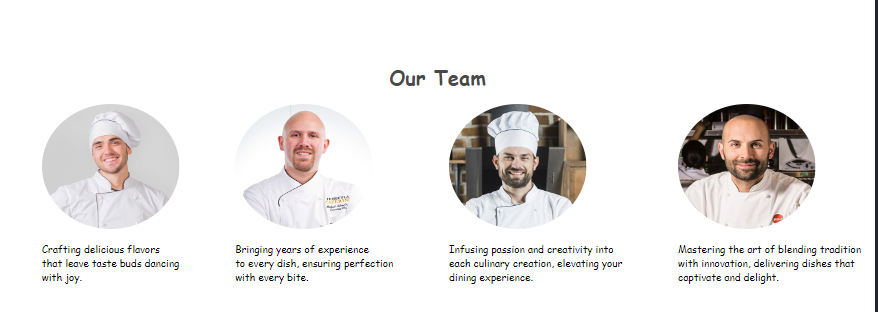 Our Team
Crafting delicious flavors
that leave taste buds dancing
with joy.
Bringing years of experience
to every dish, ensuring perfection
with every bite.
Infusing passion and creativity into
each culinary creation, elevating your
dining experience.
Mastering the art of blending tradition
with innovation, delivering dishes that
captivate and delight.